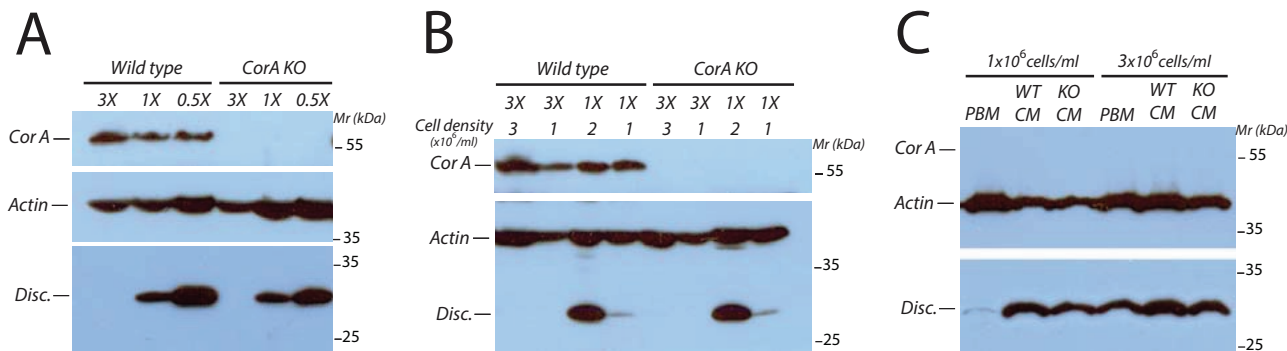 A
Wild type CorA KO
3X 1X 0.5X 3X 1X 0.5X
Mr (kDa)
Cor A
55
Actin
35
35
Disc.
25
B
Wild type CorA KO
3X 3X 1X 1X 3X 3X 1X 1X
Cell density 3 1 2 1 3 1 2 1
(x10⁶/ml)
Mr (kDa)
Cor A
55
Actin
35
Disc.
25
C
1x10⁶cells/ml 3x10⁶cells/ml
WT KO WT KO
PBM CM CM PBM CM CM
Mr (kDa)
Cor A
55
Actin
35
35
Disc.
25